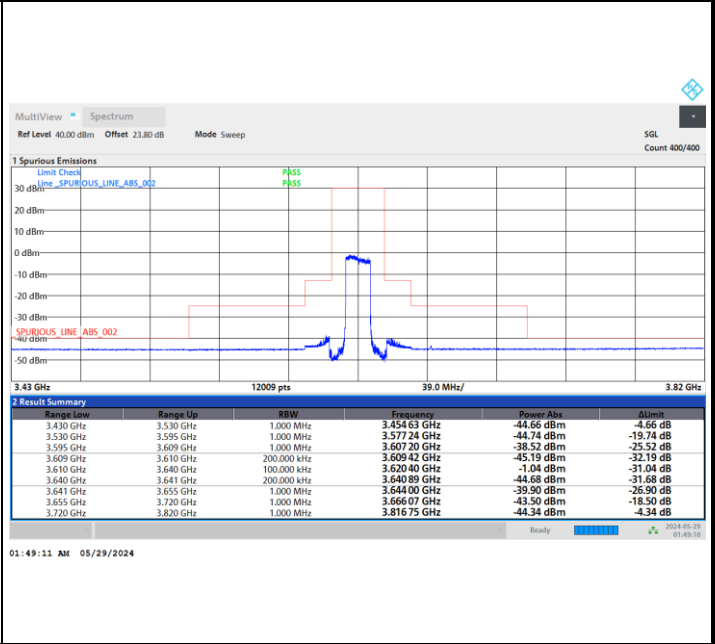 MultiView Spectrum
Ref Level 40.00 dBm Offset 23.80 dB Mode Sweep SGL
Count 400/400
1 Spurious Emissions
Limit Check PASS
Line _SPURIOUS_LINE_ABS_002 PASS
30 dBm
20 dBm
10 dBm
0 dBm
-10 dBm
-20 dBm
-30 dBm
SPURIOUS_LINE_ABS_002
-40 dBm
-50 dBm
3.43 GHz 12009 pts 39.0 MHz/ 3.82 GHz
2 Result Summary
Range Low Range Up RBW Frequency Power Abs ΔLimit
3.430 GHz 3.530 GHz 1.000 MHz 3.454 63 GHz -44.66 dBm -4.66 dB
3.530 GHz 3.595 GHz 1.000 MHz 3.577 24 GHz -44.74 dBm -19.74 dB
3.595 GHz 3.609 GHz 1.000 MHz 3.607 20 GHz -38.52 dBm -25.52 dB
3.609 GHz 3.610 GHz 200.000 kHz 3.609 42 GHz -45.19 dBm -32.19 dB
3.610 GHz 3.640 GHz 100.000 kHz 3.620 40 GHz -1.04 dBm -31.04 dB
3.640 GHz 3.641 GHz 200.000 kHz 3.640 89 GHz -44.68 dBm -31.68 dB
3.641 GHz 3.655 GHz 1.000 MHz 3.644 00 GHz -39.90 dBm -26.90 dB
3.655 GHz 3.720 GHz 1.000 MHz 3.666 07 GHz -43.50 dBm -18.50 dB
3.720 GHz 3.820 GHz 1.000 MHz 3.816 75 GHz -44.34 dBm -4.34 dB
Ready 2024-05-29
01:49:10
01:49:11 AM 05/29/2024